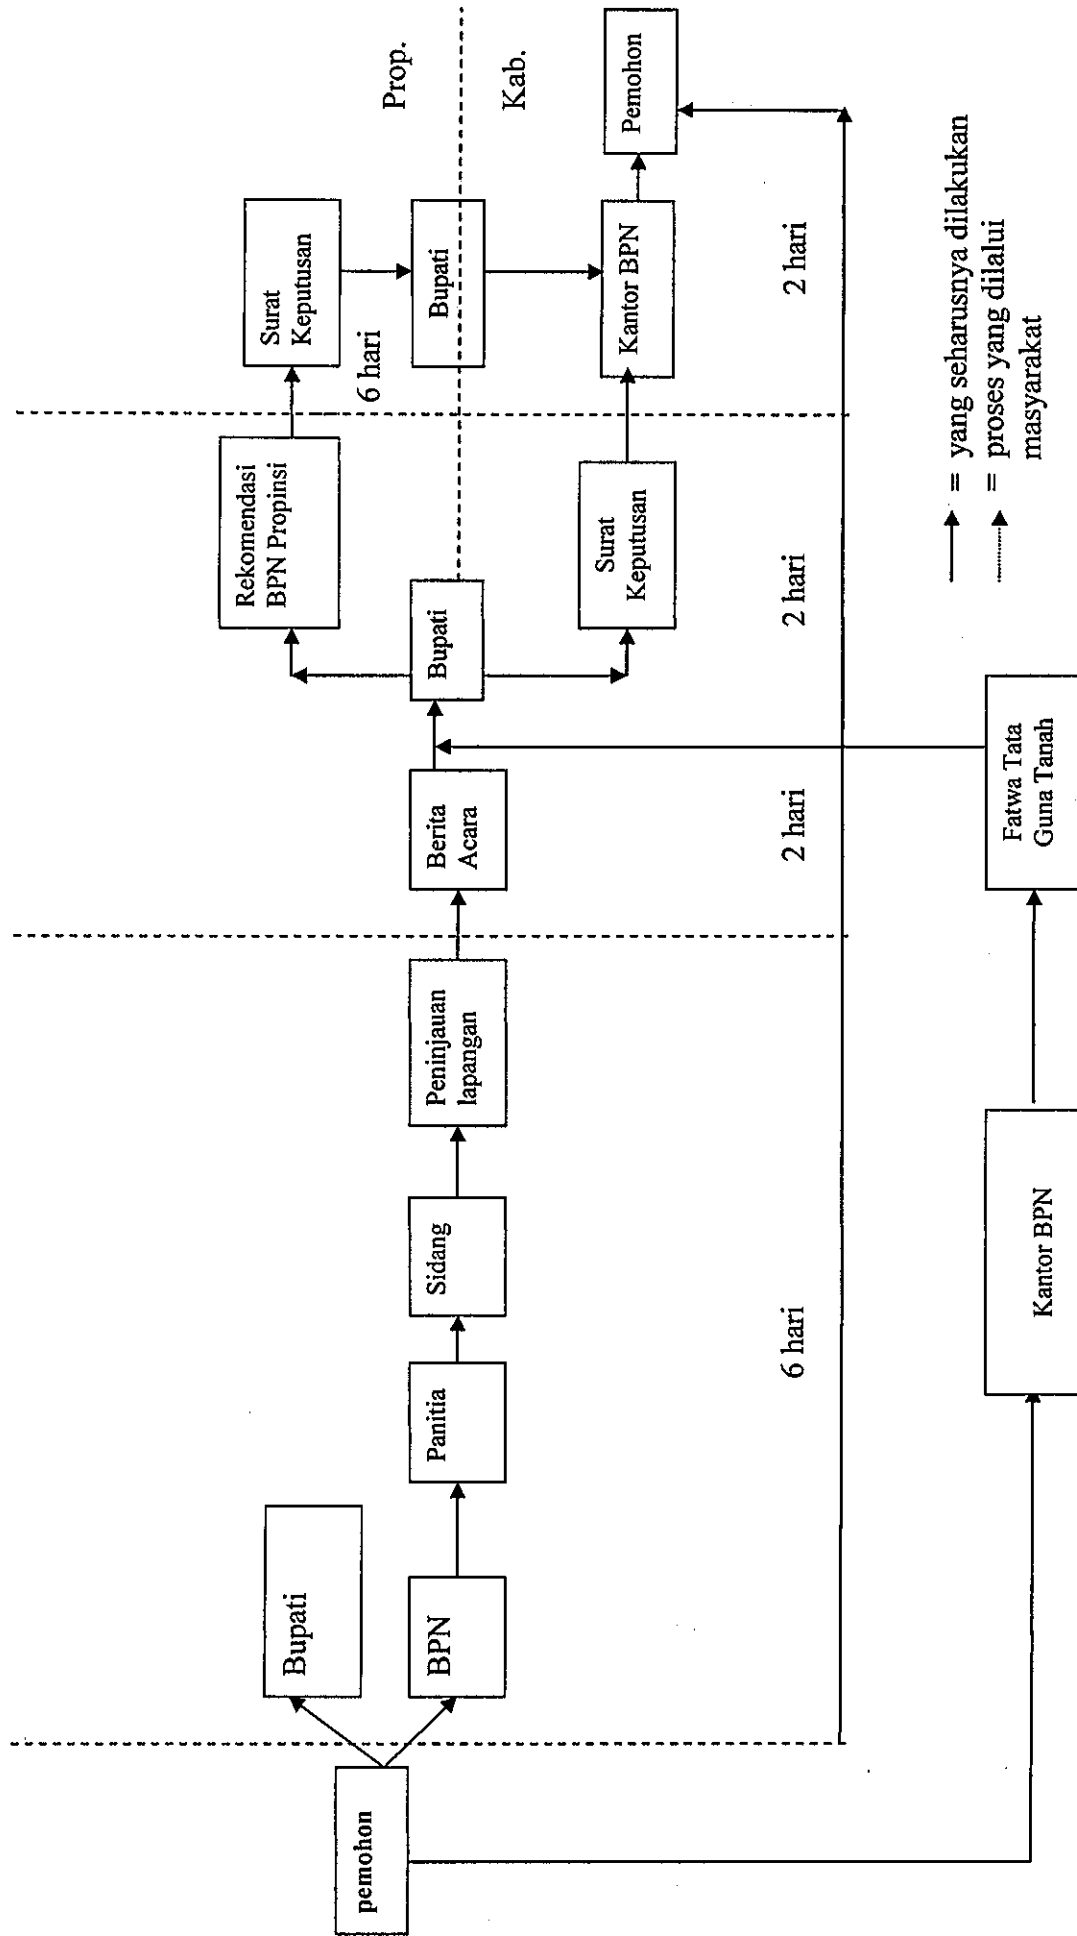 pemohon
Bupati
BPN
Panitia
Sidang
Peninjauan
lapangan
Berita
Acara
Bupati
Rekomendasi
BPN Propinsi
Surat
Keputusan
6 hari
Bupati
Prop.
Kab.
Surat
Keputusan
Kantor BPN
Pemohon
6 hari
2 hari
2 hari
2 hari
Kantor BPN
Fatwa Tata
Guna Tanah
= yang seharusnya dilakukan
= proses yang dilalui
masyarakat